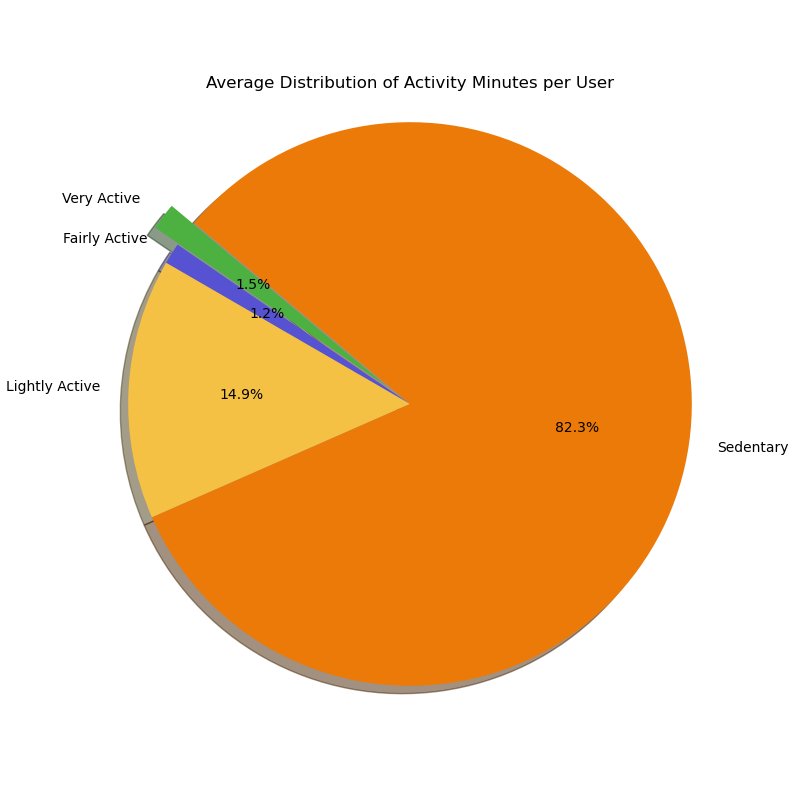 Average Distribution of Activity Minutes per User
Very Active
Fairly Active
1.5%
1.2%
Lightly Active
14.9%
82.3%
Sedentary